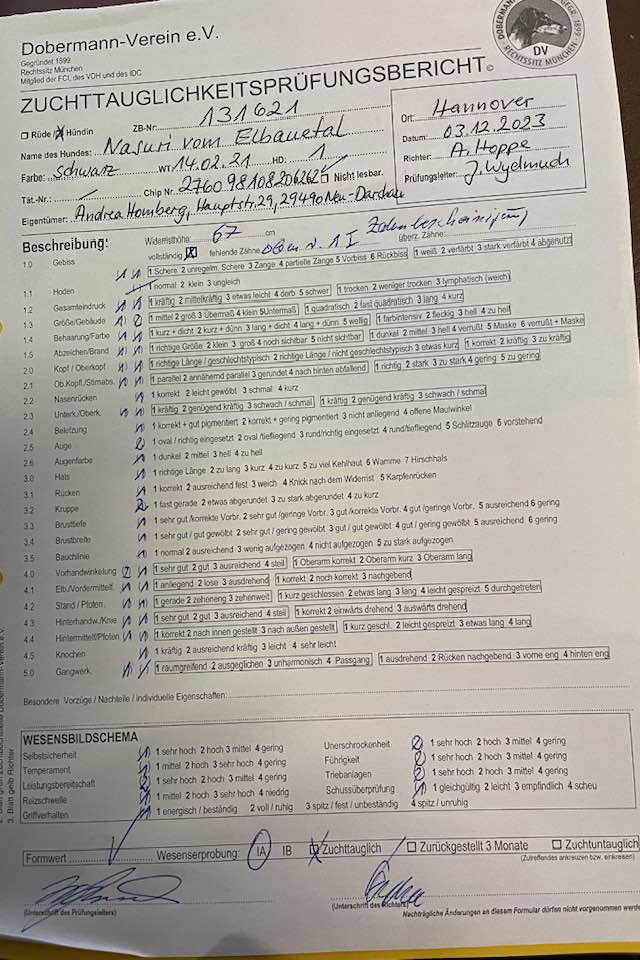 Dobermann-Verein e.V.
Gegründet 1899
Rechtssitz München
Mitglied der FCI, des VDH und des IDC
DOBERMANN GEGR. 1899
DV
RECHTSSITZ MÜNCHEN
ZUCHTTAUGLICHKEITSPRÜFUNGSBERICHT©
Rüde / Hündin ZB-Nr. 131621
Name des Hundes: Nasuri vom Elbauetal
Farbe: schwarz WT 14.02.21 HD: 1
Tät.-Nr.: Chip Nr. 276098108206262 Nicht lesbar.
Eigentümer: Andrea Homberg, Hauptstr. 29, 29490 Neu-Darchau
Ort: Hannover
Datum: 03.12.2023
Richter: A. Hoppe
Prüfungsleiter: J. Wydmuch
Beschreibung: Widerristhöhe: 67 cm
1.0 Gebiss vollständig fehlende Zähne: oben 1 I Zahnbescheinigung überz. Zähne:
1 Schere 2 unregelm. Schere 3 Zange 4 partielle Zange 5 Vorbiss 6 Rückbiss 1 weiß 2 verfärbt 3 stark verfärbt 4 abgenutzt
1.1 Hoden 1 normal 2 klein 3 ungleich
1.2 Gesamteindruck 1 kräftig 2 mittelkräftig 3 etwas leicht 4 derb 5 schwer 1 trocken 2 weniger trocken 3 lymphatisch (weich)
1.3 Größe/Gebäude 1 mittel 2 groß 3 Übermaß 4 klein 5 Untermaß 1 quadratisch 2 fast quadratisch 3 lang 4 kurz
1.4 Behaarung/Farbe 1 kurz + dicht 2 kurz + dünn 3 lang + dicht 4 lang + dünn 5 wellig 1 farbintensiv 2 fleckig 3 hell 4 zu hell
1.5 Abzeichen/Brand 1 richtige Größe 2 klein 3 groß 4 noch sichtbar 5 nicht sichtbar 1 dunkel 2 mittel 3 hell 4 verrußt 5 Maske 6 verrußt + Maske
2.0 Kopf / Oberkopf 1 richtige Länge / geschlechtstypisch 2 richtige Länge / nicht geschlechtstypisch 3 etwas kurz 1 korrekt 2 kräftig 3 zu kräftig
2.1 Ob.Kopf./Stirnabs. 1 parallel 2 annähernd parallel 3 gerundet 4 nach hinten abfallend 1 richtig 2 stark 3 zu stark 4 gering 5 zu gering
2.2 Nasenrücken 1 korrekt 2 leicht gewölbt 3 schmal 4 kurz
2.3 Unterk./Oberk. 1 kräftig 2 genügend kräftig 3 schwach / schmal 1 kräftig 2 genügend kräftig 3 schwach / schmal
2.4 Belefzung 1 korrekt + gut pigmentiert 2 korrekt + gering pigmentiert 3 nicht anliegend 4 offene Maulwinkel
2.5 Auge 1 oval / richtig eingesetzt 2 oval /tiefliegend 3 rund/richtig eingesetzt 4 rund/tiefliegend 5 Schlitzauge 6 vorstehend
2.6 Augenfarbe 1 dunkel 2 mittel 3 hell 4 zu hell
3.0 Hals 1 richtige Länge 2 zu lang 3 kurz 4 zu kurz 5 zu viel Kehlhaut 6 Wamme 7 Hirschhals
3.1 Rücken 1 korrekt 2 ausreichend fest 3 weich 4 Knick nach dem Widerrist 5 Karpfenrücken
3.2 Kruppe 1 fast gerade 2 etwas abgerundet 3 zu stark abgerundet 4 zu kurz
3.3 Brusttiefe 1 sehr gut /korrekte Vorbr. 2 sehr gut /geringe Vorbr. 3 gut /korrekte Vorbr. 4 gut /geringe Vorbr. 5 ausreichend 6 gering
3.4 Brustbreite 1 sehr gut / gut gewölbt 2 sehr gut / gering gewölbt 3 gut / gut gewölbt 4 gut / gering gewölbt 5 ausreichend 6 gering
3.5 Bauchlinie 1 normal 2 ausreichend 3 wenig aufgezogen 4 nicht aufgezogen 5 zu stark aufgezogen
4.0 Vorhandwinkelung 1 sehr gut 2 gut 3 ausreichend 4 steil 1 Oberarm korrekt 2 Oberarm kurz 3 Oberarm lang
4.1 Elb./Vordermittelf. 1 anliegend 2 lose 3 ausdrehend 1 korrekt 2 noch korrekt 3 nachgebend
4.2 Stand / Pfoten 1 gerade 2 zeheneng 3 zehenweit 1 kurz geschlossen 2 etwas lang 3 lang 4 leicht gespreizt 5 durchgetreten
4.3 Hinterhandw./Knie 1 sehr gut 2 gut 3 ausreichend 4 steil 1 korrekt 2 einwärts drehend 3 auswärts drehend
4.4 Hintermittelf/Pfoten 1 korrekt 2 nach innen gestellt 3 nach außen gestellt 1 kurz geschl. 2 leicht gespreizt 3 etwas lang 4 lang
4.5 Knochen 1 kräftig 2 ausreichend kräftig 3 leicht 4 sehr leicht
5.0 Gangwerk. 1 raumgreifend 2 ausgeglichen 3 unharmonisch 4 Passgang 1 ausdrehend 2 Rücken nachgebend 3 vorne eng 4 hinten eng
Besondere Vorzüge / Nachteile / individuelle Eigenschaften:
WESENSBILDSCHEMA
Selbstsicherheit 1 sehr hoch 2 hoch 3 mittel 4 gering Unerschrockenheit 1 sehr hoch 2 hoch 3 mittel 4 gering
Temperament 1 mittel 2 hoch 3 sehr hoch 4 gering Führigkeit 1 sehr hoch 2 hoch 3 mittel 4 gering
Leistungsbereitschaft 1 sehr hoch 2 hoch 3 mittel 4 gering Triebanlagen 1 sehr hoch 2 hoch 3 mittel 4 gering
Reizschwelle 1 mittel 2 hoch 3 sehr hoch 4 niedrig Schussüberprüfung 1 gleichgültig 2 leicht 3 empfindlich 4 scheu
Griffverhalten 1 energisch / beständig 2 voll / ruhig 3 spitz / fest / unbeständig 4 spitz / unruhig
Formwert Wesenserprobung: IA IB Zuchttauglich Zurückgestellt 3 Monate Zuchtuntauglich
(Zutreffendes ankreuzen bzw. einkreisen)
(Unterschrift des Prüfungsleiters) (Unterschrift des Richters)
Nachträgliche Änderungen an diesem Formular dürfen nicht vorgenommen werden
3. Blatt gelb Richter